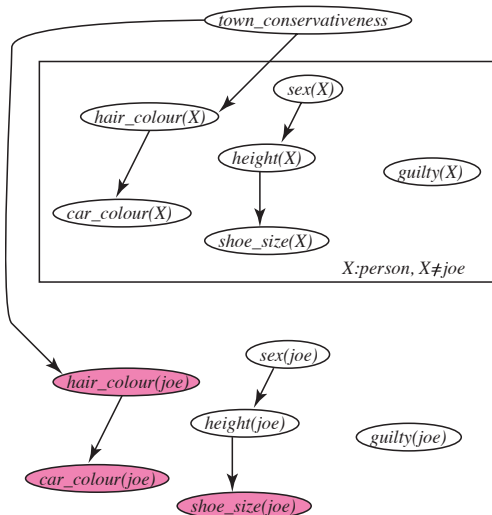 town_conservativeness
sex(X)
hair_colour(X)
height(X)
guilty(X)
car_colour(X)
shoe_size(X)
X:person, X≠joe
sex(joe)
hair_colour(joe)
height(joe)
guilty(joe)
car_colour(joe)
shoe_size(joe)